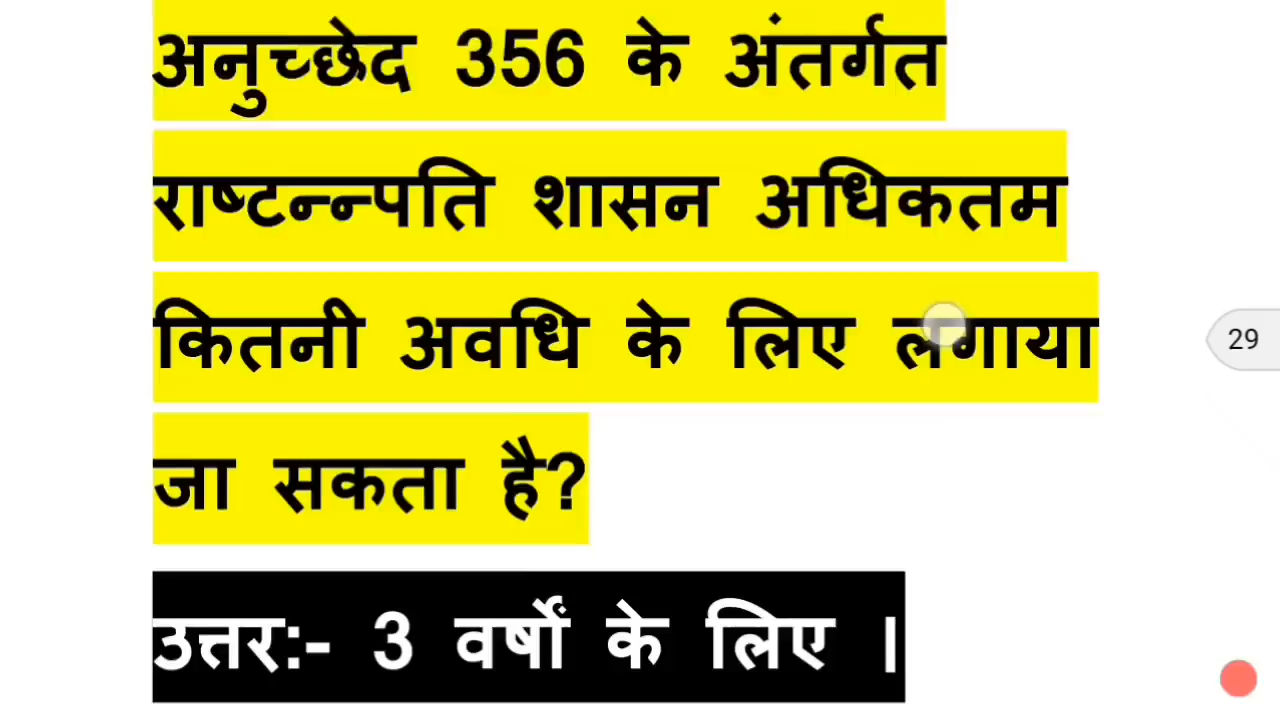 अनुच्छेद 356 के अंतर्गत
राष्टन्न्पति शासन अधिकतम
कितनी अवधि के लिए लगाया
जा सकता है?
उत्तर:- 3 वर्षों के लिए ।
29